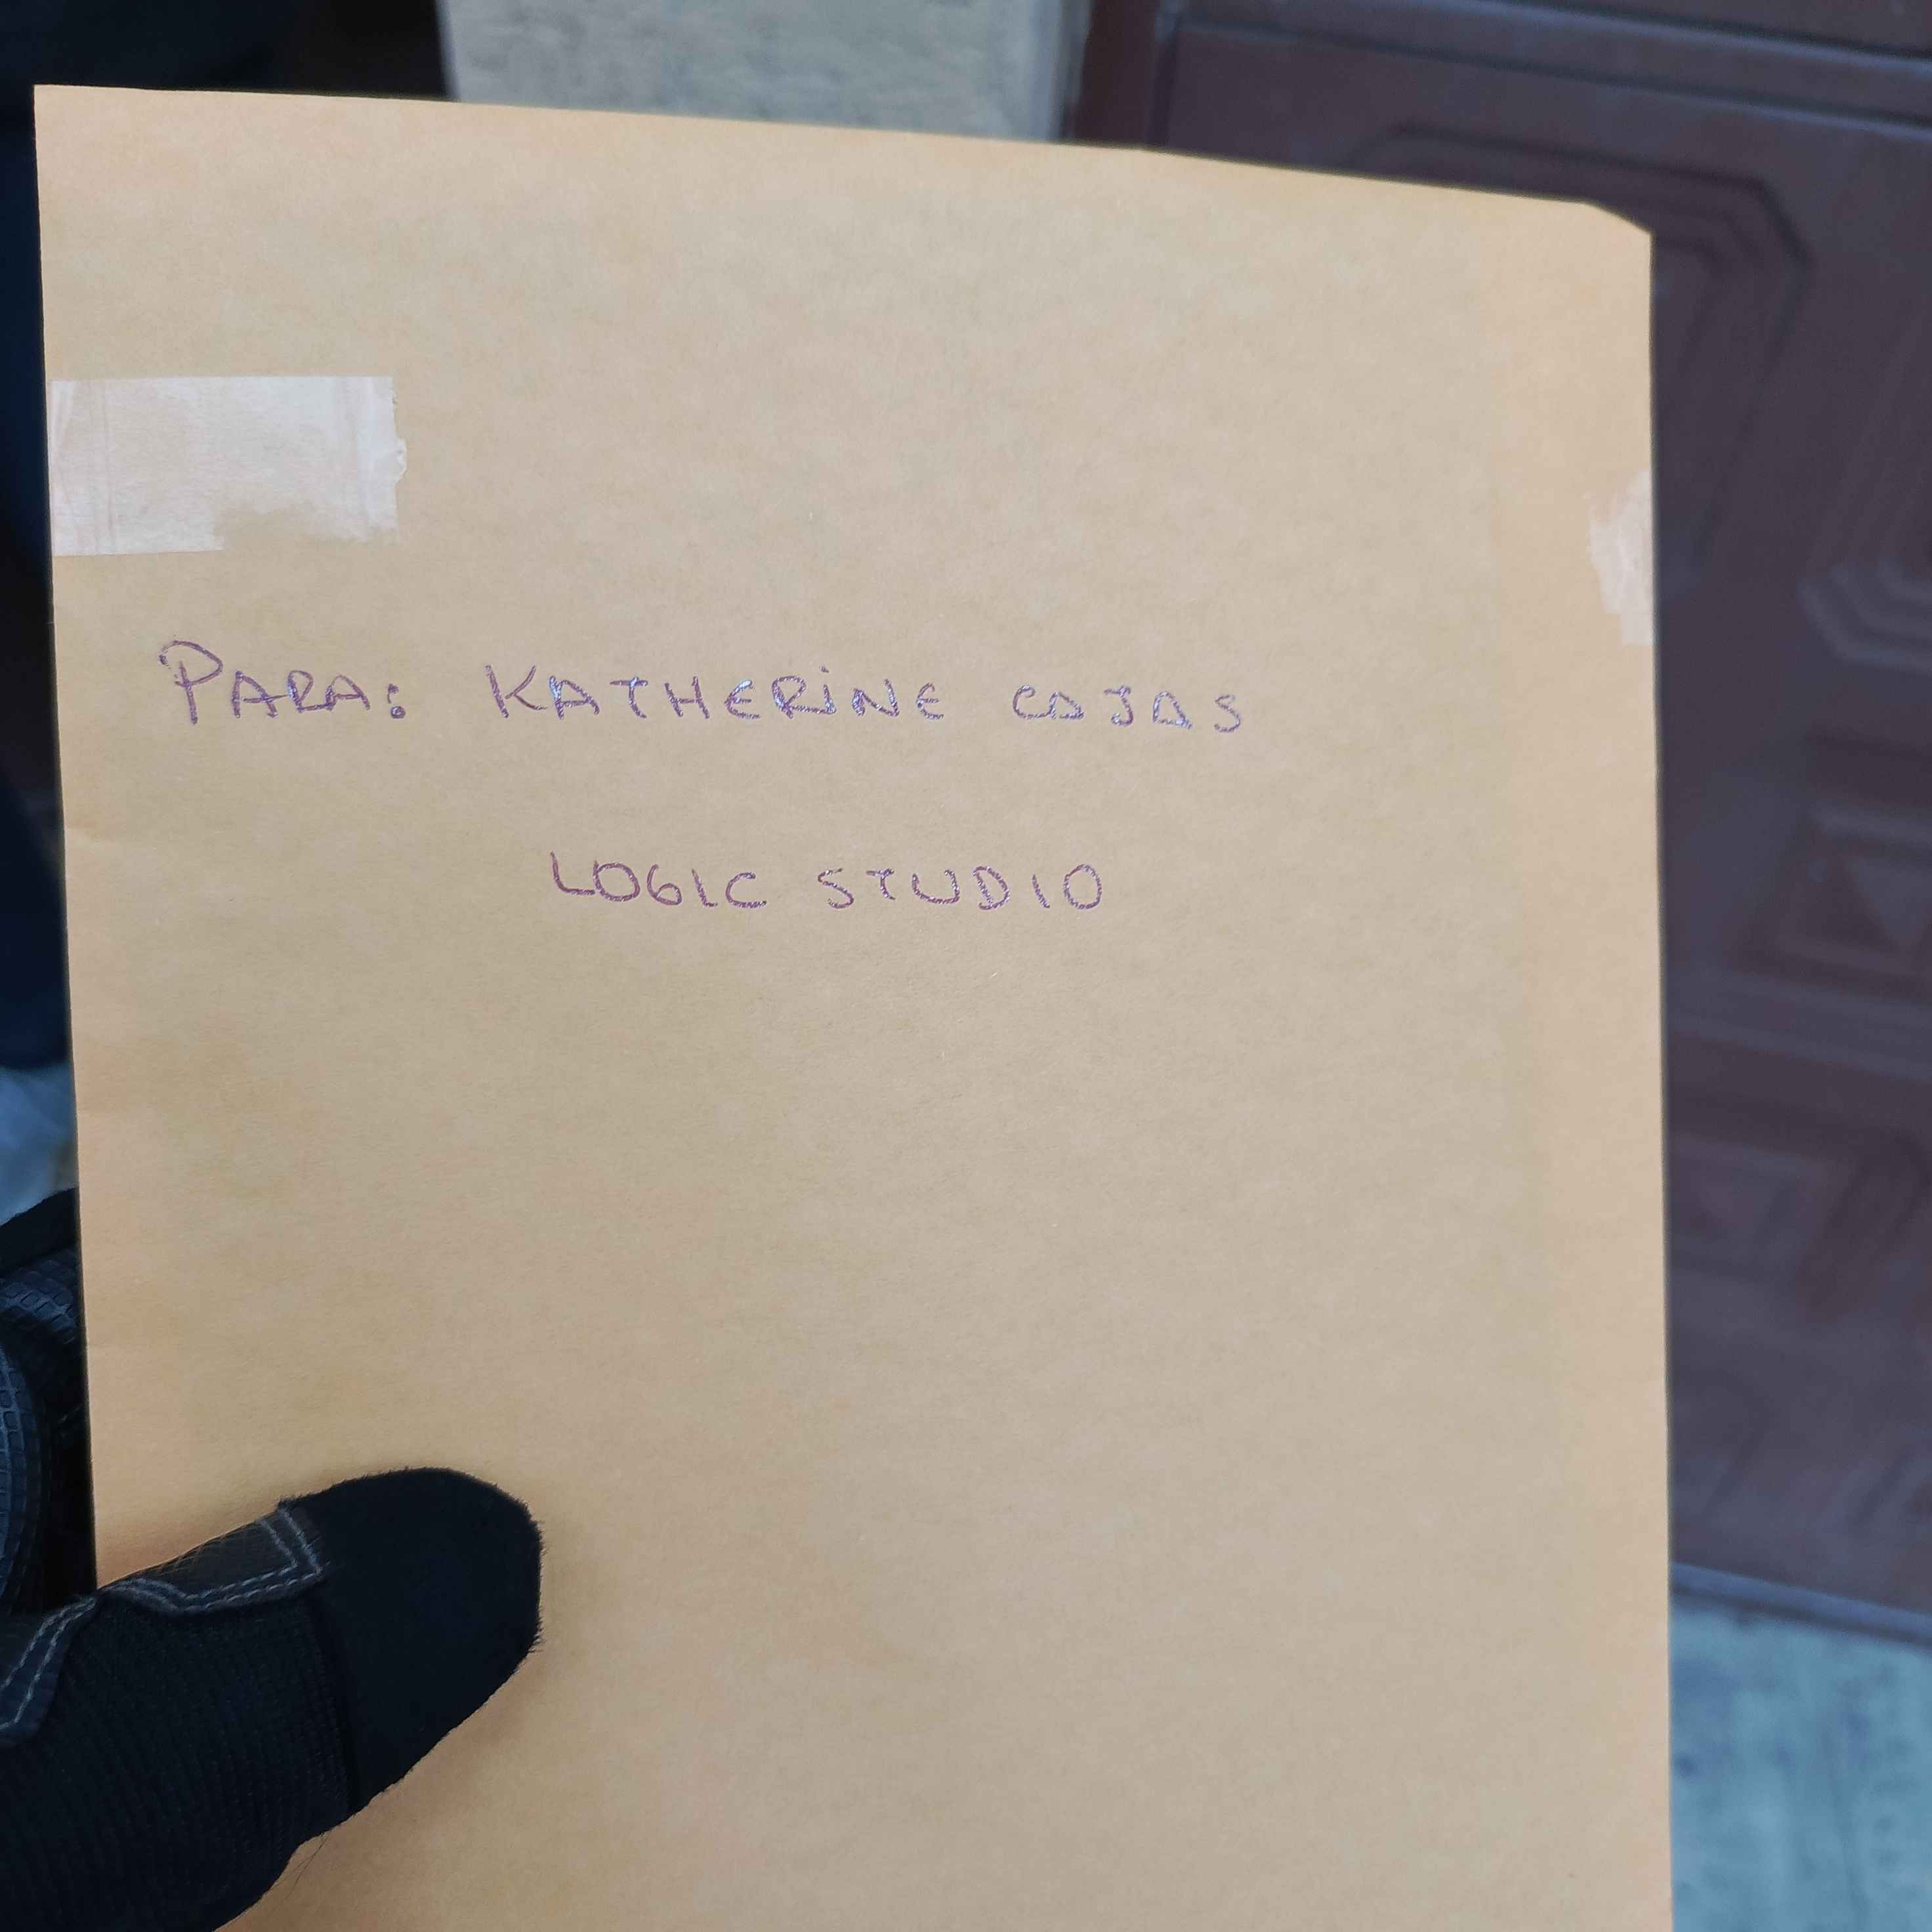 PARA: KATHERINE CAJAS
LOGIC STUDIO